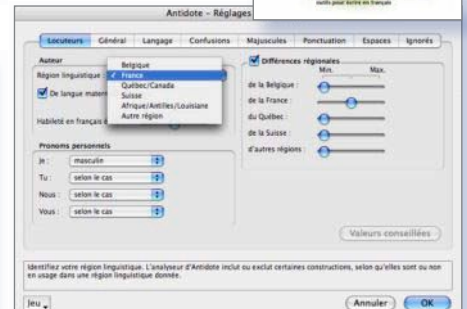 outils pour écrire en français
Antidote – Réglages
Locuteurs Général Langage Confusions Majuscules Ponctuation Espaces Ignorés
Auteur
Région linguistique
Belgique
✓ France
Québec/Canada
Suisse
Afrique/Antilles/Louisiane
Autre région
De langue matern
Habileté en français é
Pronoms personnels
Je : masculin
Tu : selon le cas
Nous : selon le cas
Vous : selon le cas
Différences régionales
Min. Max.
de la Belgique :
de la France :
du Québec :
de la Suisse :
d'autres régions :
Valeurs conseillées
Identifiez votre région linguistique. L'analyseur d'Antidote inclut ou exclut certaines constructions, selon qu'elles sont ou non
en usage dans une région linguistique donnée.
Jeu
Annuler OK